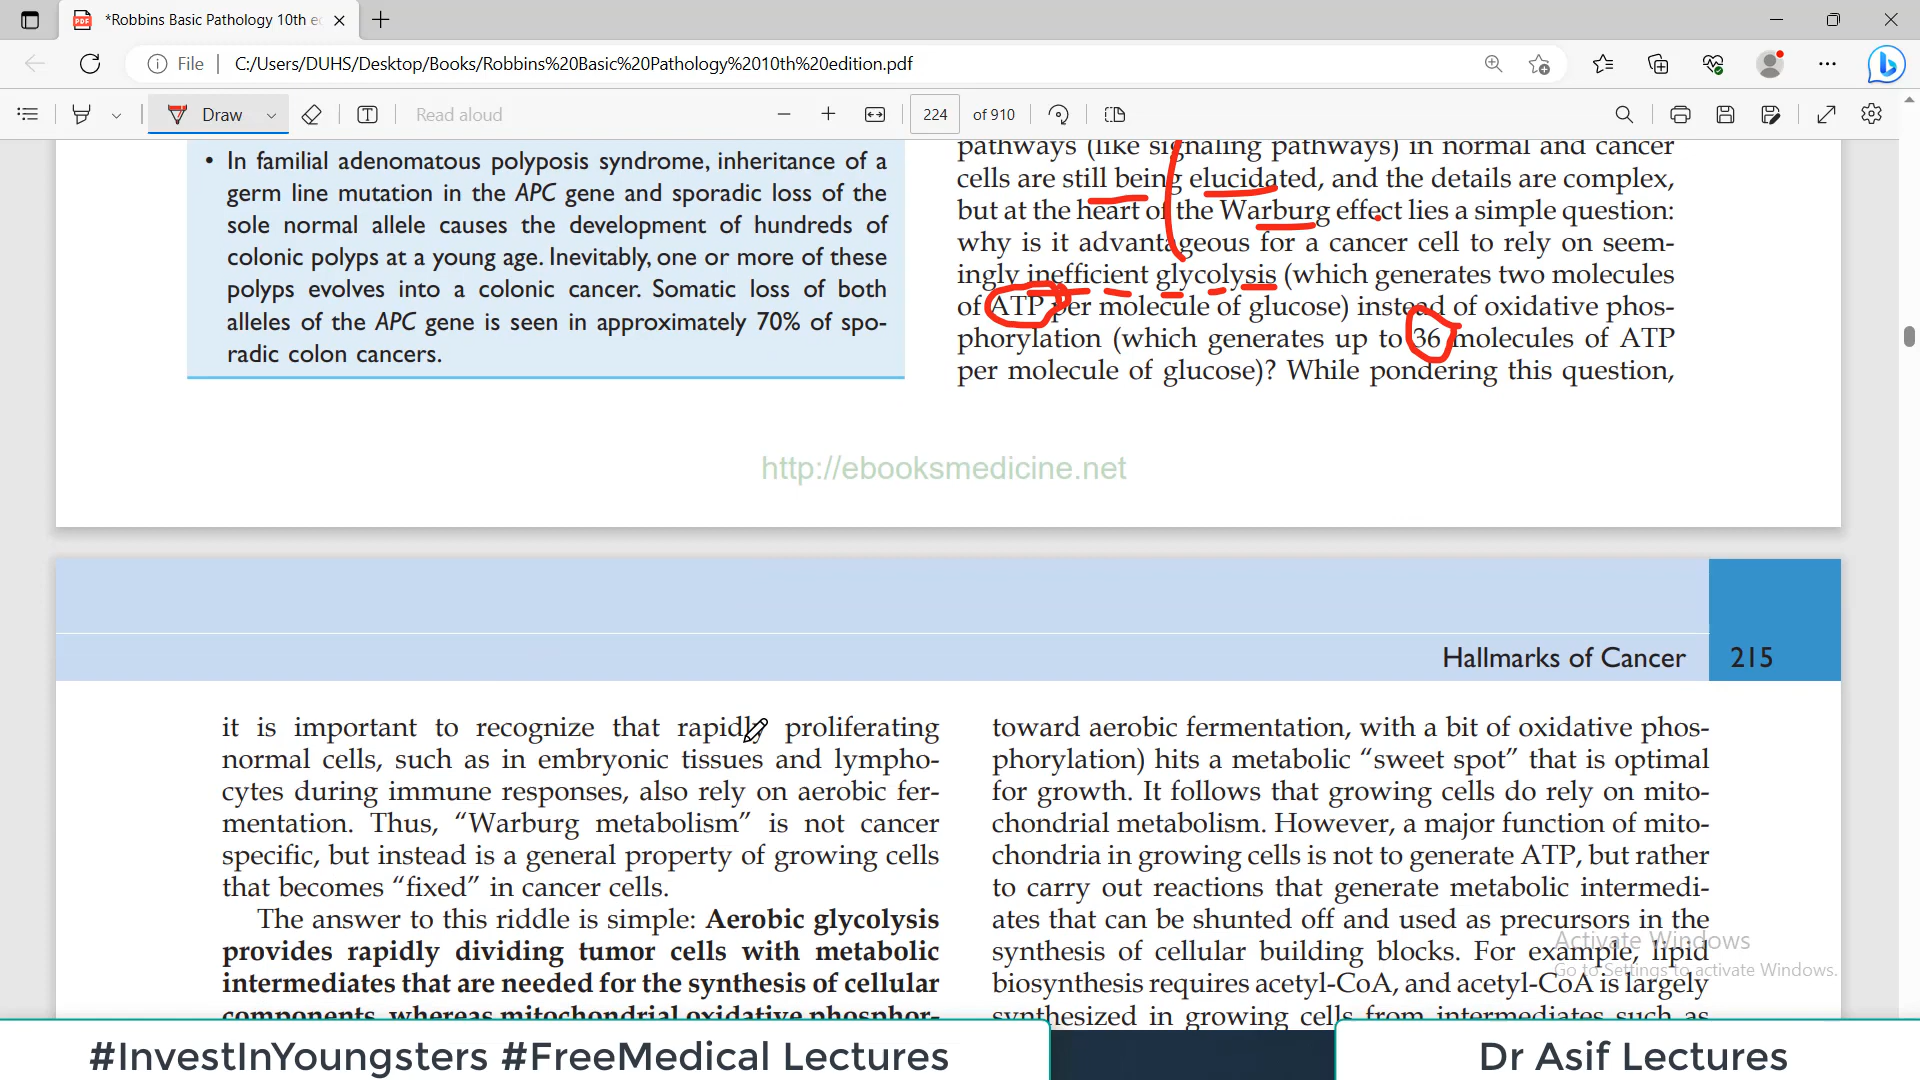 *Robbins Basic Pathology 10th e
File
C:/Users/DUHS/Desktop/Books/Robbins%20Basic%20Pathology%2010th%20edition.pdf
Draw
Read aloud
224 of 910
• In familial adenomatous polyposis syndrome, inheritance of a
germ line mutation in the APC gene and sporadic loss of the
sole normal allele causes the development of hundreds of
colonic polyps at a young age. Inevitably, one or more of these
polyps evolves into a colonic cancer. Somatic loss of both
alleles of the APC gene is seen in approximately 70% of spo-
radic colon cancers.
pathways (like signaling pathways) in normal and cancer
cells are still being elucidated, and the details are complex,
but at the heart of the Warburg effect lies a simple question:
why is it advantageous for a cancer cell to rely on seem-
ingly inefficient glycolysis (which generates two molecules
of ATP per molecule of glucose) instead of oxidative phos-
phorylation (which generates up to 36 molecules of ATP
per molecule of glucose)? While pondering this question,
http://ebooksmedicine.net
Hallmarks of Cancer 215
it is important to recognize that rapidly proliferating
normal cells, such as in embryonic tissues and lympho-
cytes during immune responses, also rely on aerobic fer-
mentation. Thus, “Warburg metabolism” is not cancer
specific, but instead is a general property of growing cells
that becomes “fixed” in cancer cells.
The answer to this riddle is simple: Aerobic glycolysis
provides rapidly dividing tumor cells with metabolic
intermediates that are needed for the synthesis of cellular
components, whereas mitochondrial oxidative phosphor-
toward aerobic fermentation, with a bit of oxidative phos-
phorylation) hits a metabolic “sweet spot” that is optimal
for growth. It follows that growing cells do rely on mito-
chondrial metabolism. However, a major function of mito-
chondria in growing cells is not to generate ATP, but rather
to carry out reactions that generate metabolic intermedi-
ates that can be shunted off and used as precursors in the
synthesis of cellular building blocks. For example, lipid
biosynthesis requires acetyl-CoA, and acetyl-CoA is largely
synthesized in growing cells from intermediates such as
Activate Windows
Go to Settings to activate Windows.
#InvestInYoungsters #FreeMedical Lectures
Dr Asif Lectures